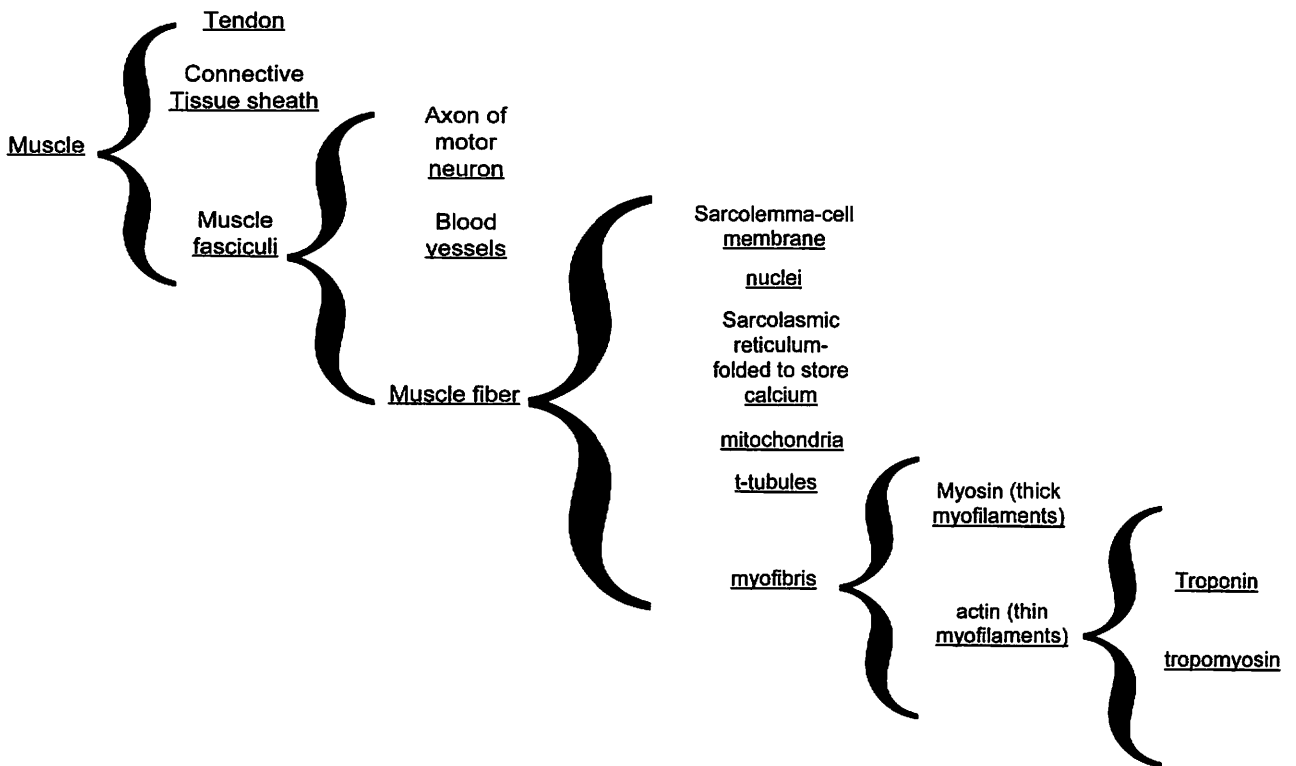 Tendon
Connective
Tissue sheath
Muscle
Muscle
fasciculi
Axon of
motor
neuron
Blood
vessels
Muscle fiber
Sarcolemma-cell
membrane
nuclei
Sarcolasmic
reticulum-
folded to store
calcium
mitochondria
t-tubules
myofibris
Myosin (thick
myofilaments)
actin (thin
myofilaments)
Troponin
tropomyosin